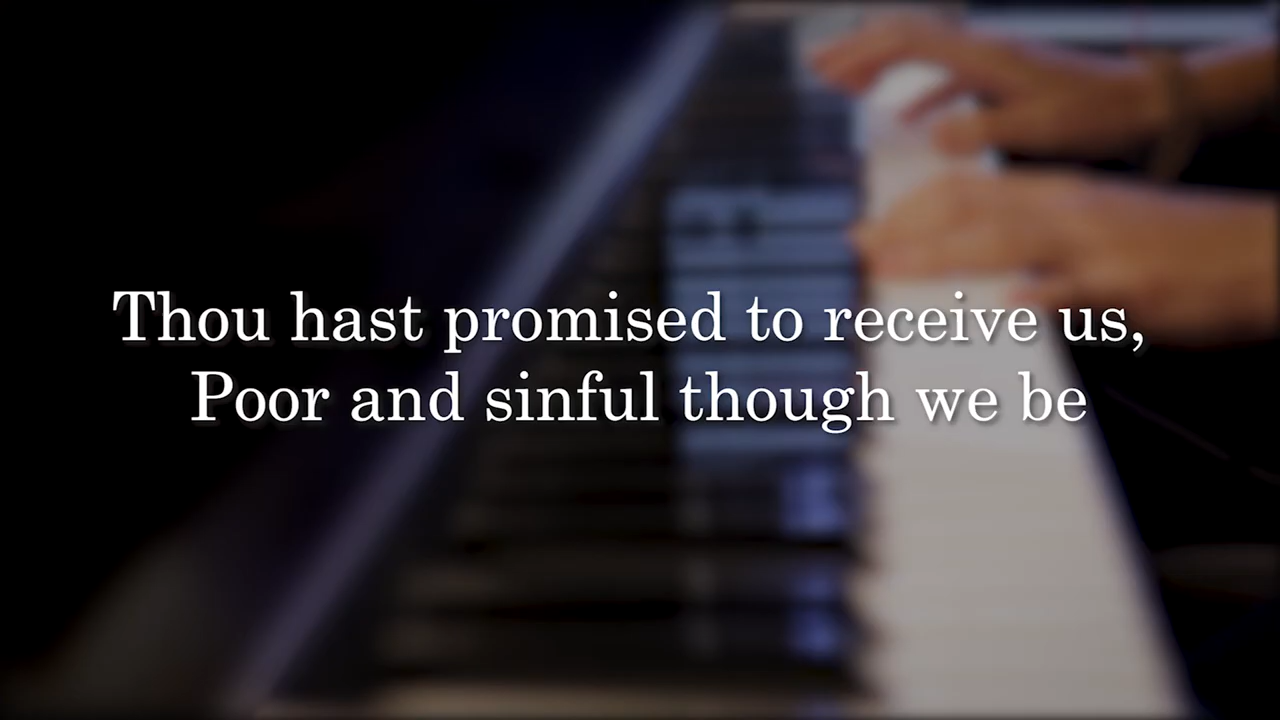 Thou hast promised to receive us,
Poor and sinful though we be